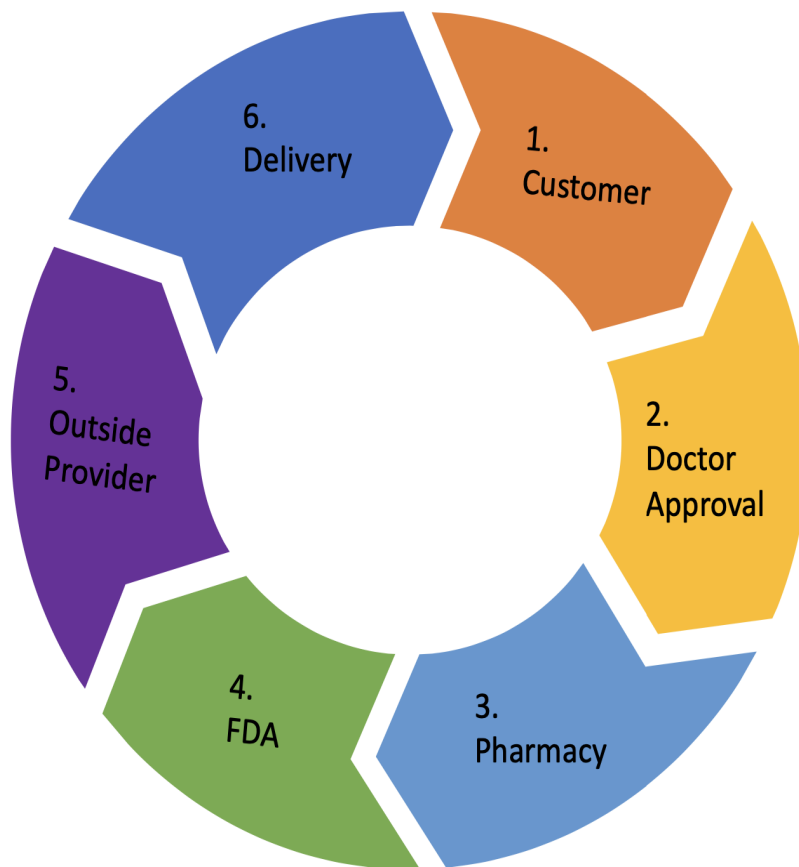 1.
Customer
2.
Doctor
Approval
3.
Pharmacy
4.
FDA
5.
Outside
Provider
6.
Delivery